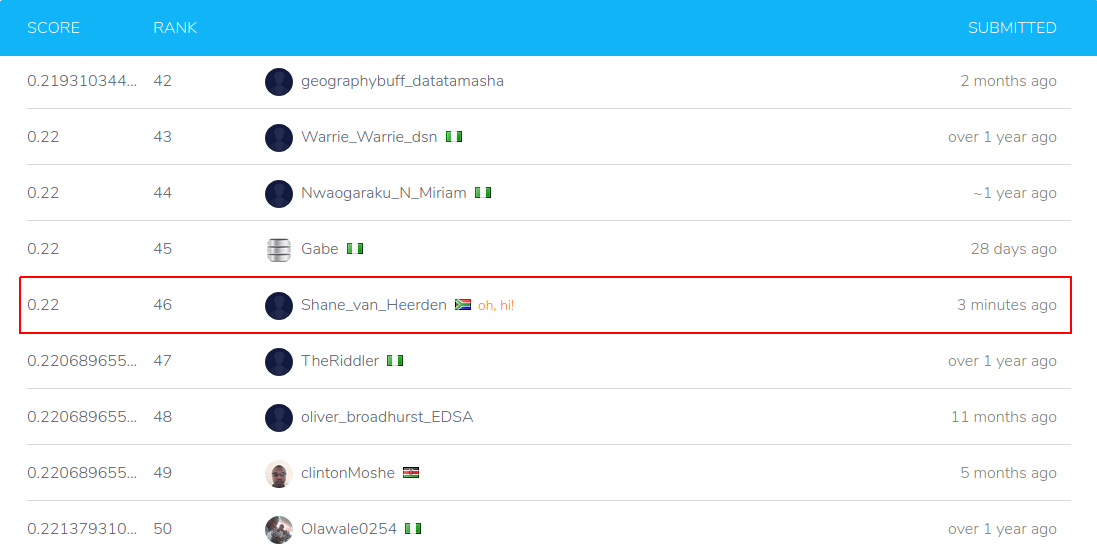 SCORE RANK SUBMITTED
0.219310344... 42 geographybuff_datatamasha 2 months ago
0.22 43 Warrie_Warrie_dsn over 1 year ago
0.22 44 Nwaogaraku_N_Miriam ~1 year ago
0.22 45 Gabe 28 days ago
0.22 46 Shane_van_Heerden oh, hi! 3 minutes ago
0.220689655... 47 TheRiddler over 1 year ago
0.220689655... 48 oliver_broadhurst_EDSA 11 months ago
0.220689655... 49 clintonMoshe 5 months ago
0.221379310... 50 Olawale0254 over 1 year ago